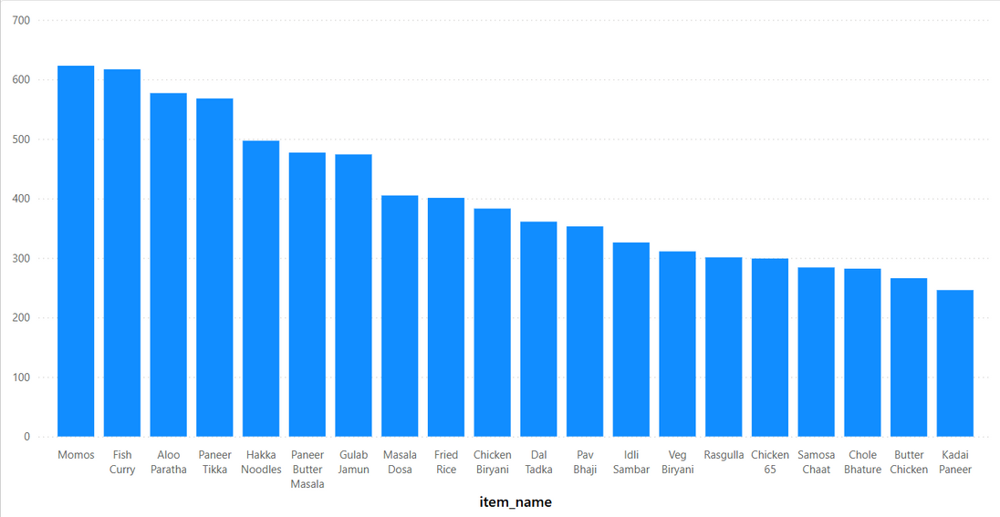 700
600
500
400
300
200
100
0
Momos
Fish
Curry
Aloo
Paratha
Paneer
Tikka
Hakka
Noodles
Paneer
Butter
Masala
Gulab
Jamun
Masala
Dosa
Fried
Rice
Chicken
Biryani
Dal
Tadka
Pav
Bhaji
Idli
Sambar
Veg
Biryani
Rasgulla
Chicken
65
Samosa
Chaat
Chole
Bhature
Butter
Chicken
Kadai
Paneer
item_name